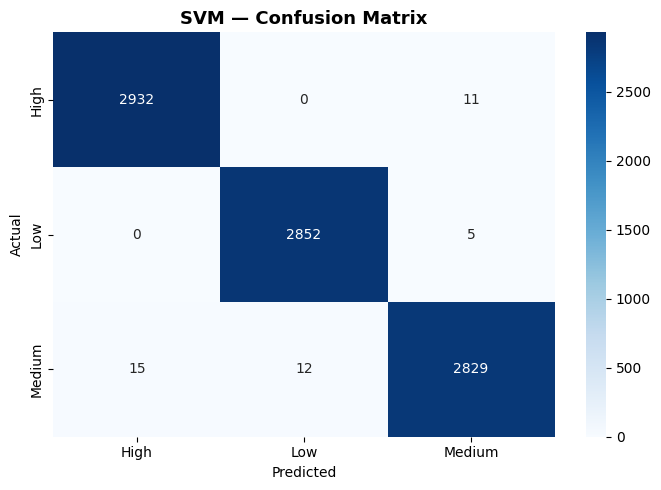 SVM — Confusion Matrix
High 2932 0 11
Low 0 2852 5
Medium 15 12 2829
High Low Medium
Predicted
Actual
2500
2000
1500
1000
500
0